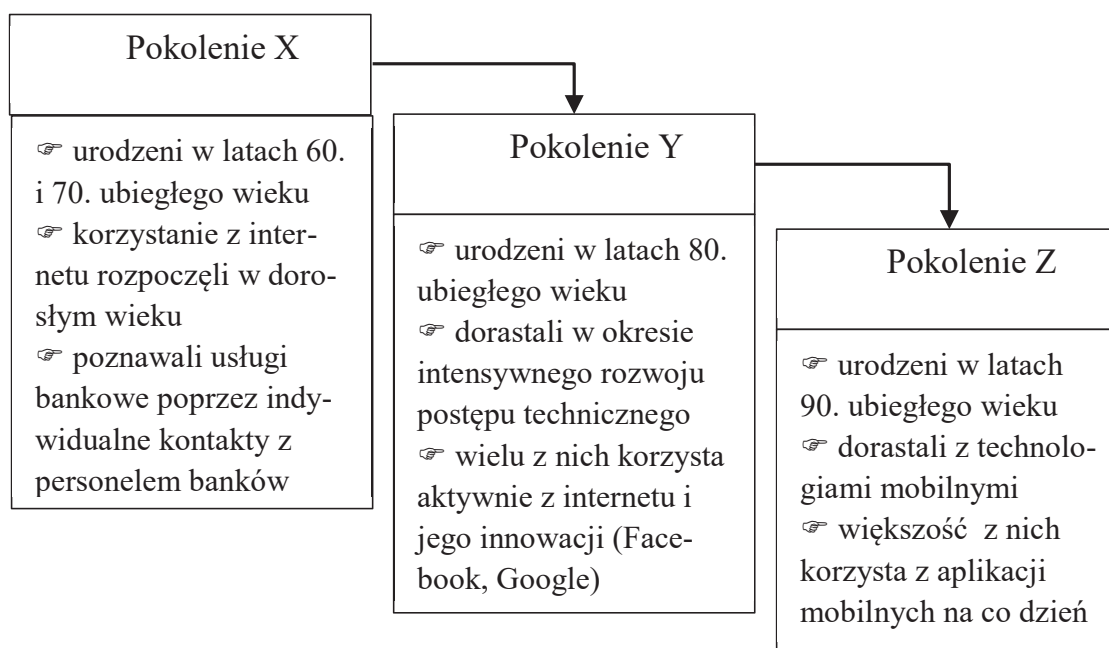 Pokolenie X
☞ urodzeni w latach 60.
i 70. ubiegłego wieku
☞ korzystanie z inter-
netu rozpoczęli w doro-
słym wieku
☞ poznawali usługi
bankowe poprzez indy-
widualne kontakty z
personelem banków
Pokolenie Y
☞ urodzeni w latach 80.
ubiegłego wieku
☞ dorastali w okresie
intensywnego rozwoju
postępu technicznego
☞ wielu z nich korzysta
aktywnie z internetu i
jego innowacji (Face-
book, Google)
Pokolenie Z
☞ urodzeni w latach
90. ubiegłego wieku
☞ dorastali z technolo-
giami mobilnymi
☞ większość z nich
korzysta z aplikacji
mobilnych na co dzień